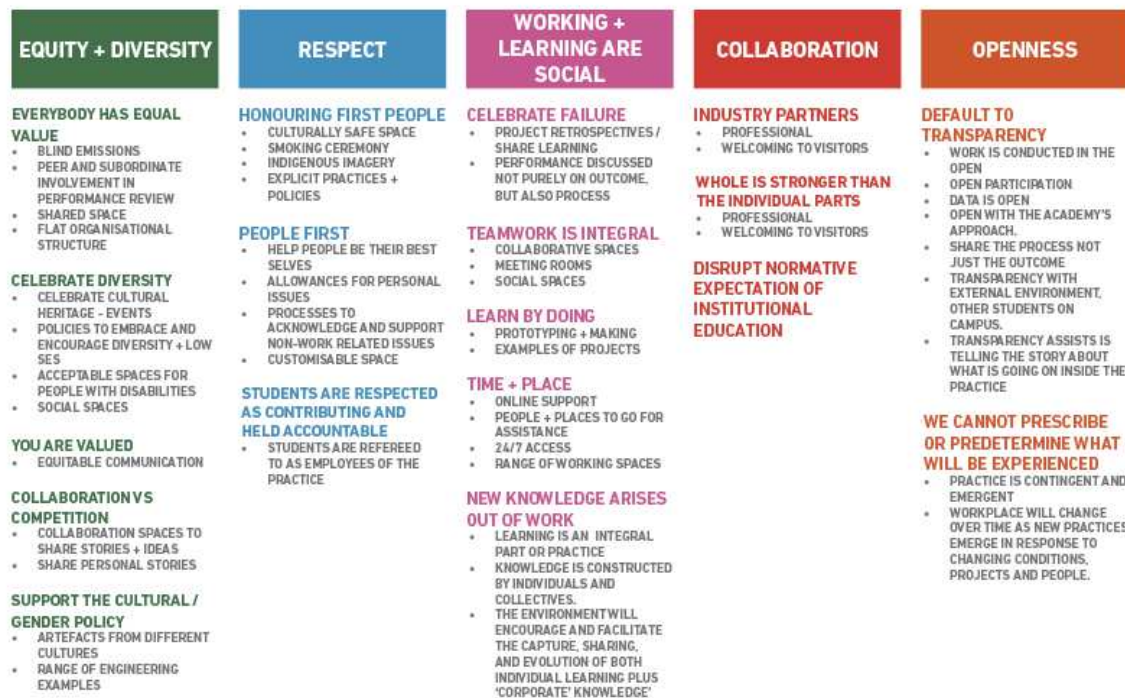 EQUITY + DIVERSITY
EVERYBODY HAS EQUAL
VALUE
• BLIND EMISSIONS
• PEER AND SUBORDINATE
INVOLVEMENT IN
PERFORMANCE REVIEW
• SHARED SPACE
• FLAT ORGANISATIONAL
STRUCTURE
CELEBRATE DIVERSITY
• CELEBRATE CULTURAL
HERITAGE - EVENTS
• POLICIES TO EMBRACE AND
ENCOURAGE DIVERSITY + LOW
SES
• ACCEPTABLE SPACES FOR
PEOPLE WITH DISABILITIES
• SOCIAL SPACES
YOU ARE VALUED
• EQUITABLE COMMUNICATION
COLLABORATION VS
COMPETITION
• COLLABORATION SPACES TO
SHARE STORIES + IDEAS
• SHARE PERSONAL STORIES
SUPPORT THE CULTURAL /
GENDER POLICY
• ARTEFACTS FROM DIFFERENT
CULTURES
• RANGE OF ENGINEERING
EXAMPLES
RESPECT
HONOURING FIRST PEOPLE
• CULTURALLY SAFE SPACE
• SMOKING CEREMONY
• INDIGENOUS IMAGERY
• EXPLICIT PRACTICES +
POLICIES
PEOPLE FIRST
• HELP PEOPLE BE THEIR BEST
SELVES
• ALLOWANCES FOR PERSONAL
ISSUES
• PROCESSES TO
ACKNOWLEDGE AND SUPPORT
NON-WORK RELATED ISSUES
• CUSTOMISABLE SPACE
STUDENTS ARE RESPECTED
AS CONTRIBUTING AND
HELD ACCOUNTABLE
• STUDENTS ARE REFEREED
TO AS EMPLOYEES OF THE
PRACTICE
WORKING +
LEARNING ARE
SOCIAL
CELEBRATE FAILURE
• PROJECT RETROSPECTIVES /
SHARE LEARNING
• PERFORMANCE DISCUSSED
NOT PURELY ON OUTCOME,
BUT ALSO PROCESS
TEAMWORK IS INTEGRAL
• COLLABORATIVE SPACES
• MEETING ROOMS
• SOCIAL SPACES
LEARN BY DOING
• PROTOTYPING + MAKING
• EXAMPLES OF PROJECTS
TIME + PLACE
• ONLINE SUPPORT
• PEOPLE + PLACES TO GO FOR
ASSISTANCE
• 24/7 ACCESS
• RANGE OF WORKING SPACES
NEW KNOWLEDGE ARISES
OUT OF WORK
• LEARNING IS AN INTEGRAL
PART OR PRACTICE
• KNOWLEDGE IS CONSTRUCTED
BY INDIVIDUALS AND
COLLECTIVES.
• THE ENVIRONMENT WILL
ENCOURAGE AND FACILITATE
THE CAPTURE, SHARING,
AND EVOLUTION OF BOTH
INDIVIDUAL LEARNING PLUS
'CORPORATE' KNOWLEDGE'
COLLABORATION
INDUSTRY PARTNERS
• PROFESSIONAL
• WELCOMING TO VISITORS
WHOLE IS STRONGER THAN
THE INDIVIDUAL PARTS
• PROFESSIONAL
• WELCOMING TO VISITORS
DISRUPT NORMATIVE
EXPECTATION OF
INSTITUTIONAL
EDUCATION
OPENNESS
DEFAULT TO
TRANSPARENCY
• WORK IS CONDUCTED IN THE
OPEN
• OPEN PARTICIPATION
• DATA IS OPEN
• OPEN WITH THE ACADEMY'S
APPROACH.
• SHARE THE PROCESS NOT
JUST THE OUTCOME
• TRANSPARENCY WITH
EXTERNAL ENVIRONMENT,
OTHER STUDENTS ON
CAMPUS.
• TRANSPARENCY ASSISTS IS
TELLING THE STORY ABOUT
WHAT IS GOING ON INSIDE THE
PRACTICE
WE CANNOT PRESCRIBE
OR PREDETERMINE WHAT
WILL BE EXPERIENCED
• PRACTICE IS CONTINGENT AND
EMERGENT
• WORKPLACE WILL CHANGE
OVER TIME AS NEW PRACTICES
EMERGE IN RESPONSE TO
CHANGING CONDITIONS,
PROJECTS AND PEOPLE.